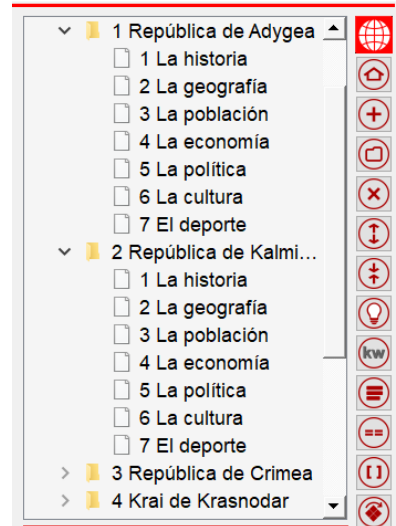 1 República de Adygea
1 La historia
2 La geografía
3 La población
4 La economía
5 La política
6 La cultura
7 El deporte
2 República de Kalmi...
1 La historia
2 La geografía
3 La población
4 La economía
5 La política
6 La cultura
7 El deporte
3 República de Crimea
4 Krai de Krasnodar
kw
==
[ ]